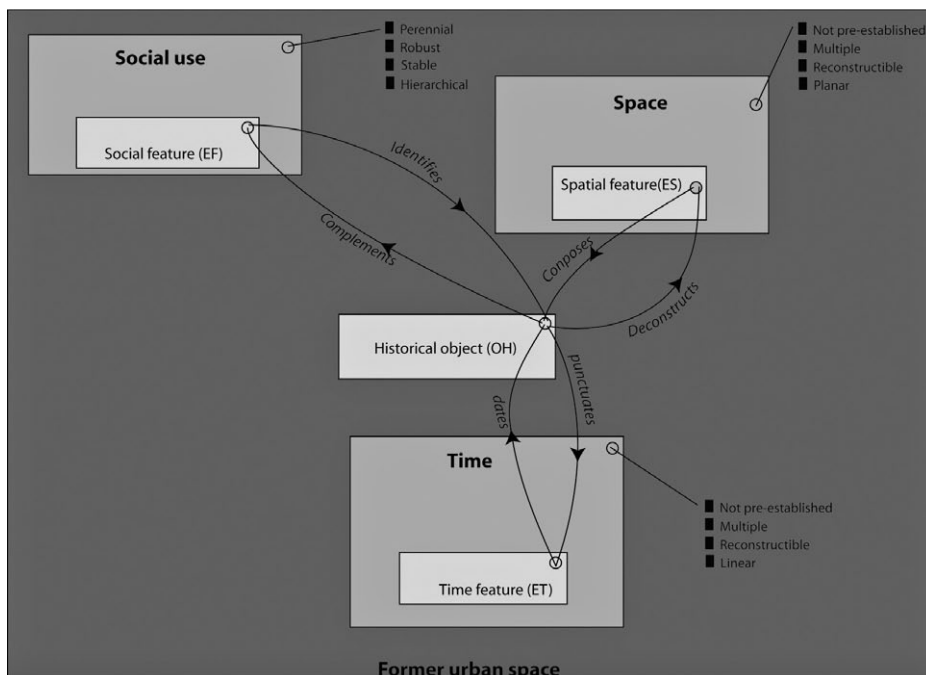 Social use
Perennial
Robust
Stable
Hierarchical
Social feature (EF)
Identifies
Complements
Space
Not pre-established
Multiple
Reconstructible
Planar
Spatial feature(ES)
Conposes
Deconstructs
Historical object (OH)
dates
punctuates
Time
Not pre-established
Multiple
Reconstructible
Linear
Time feature (ET)
Former urban space